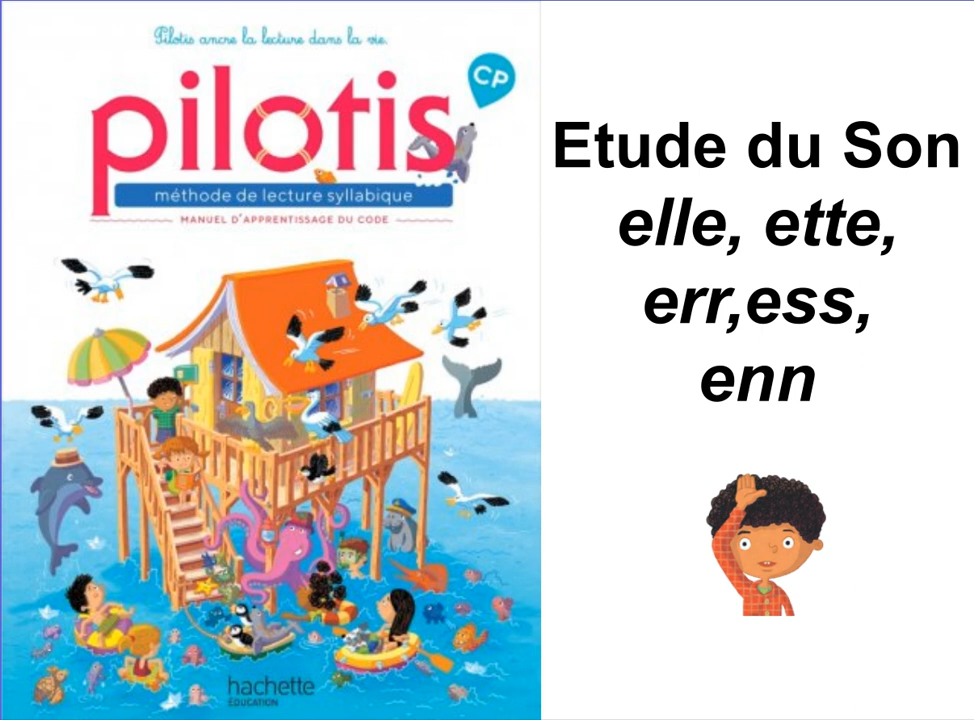 Pilotis ancre la lecture dans la vie.
CP
pilotis
méthode de lecture syllabique
MANUEL D'APPRENTISSAGE DU CODE
hachette
ÉDUCATION
Etude du Son
elle, ette,
err,ess,
enn